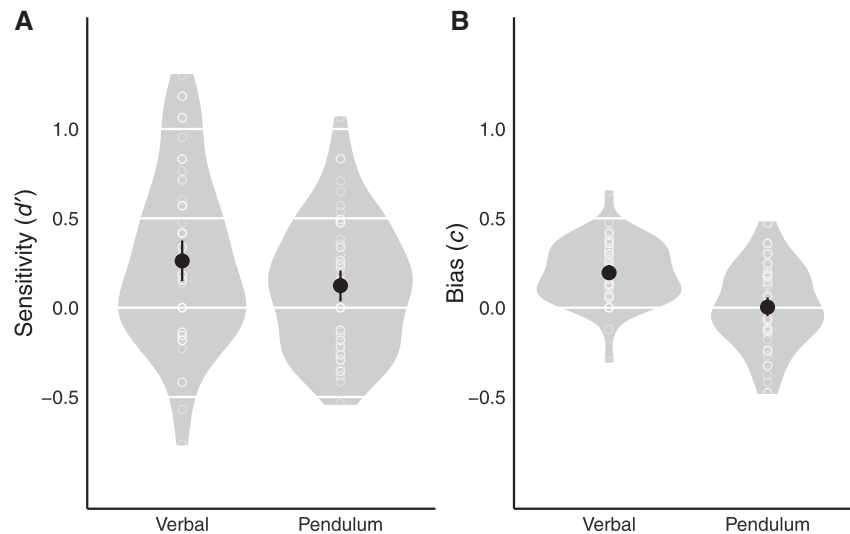 A
Sensitivity (d′)
1.0
0.5
0.0
−0.5
Verbal Pendulum
B
Bias (c)
1.0
0.5
0.0
−0.5
Verbal Pendulum